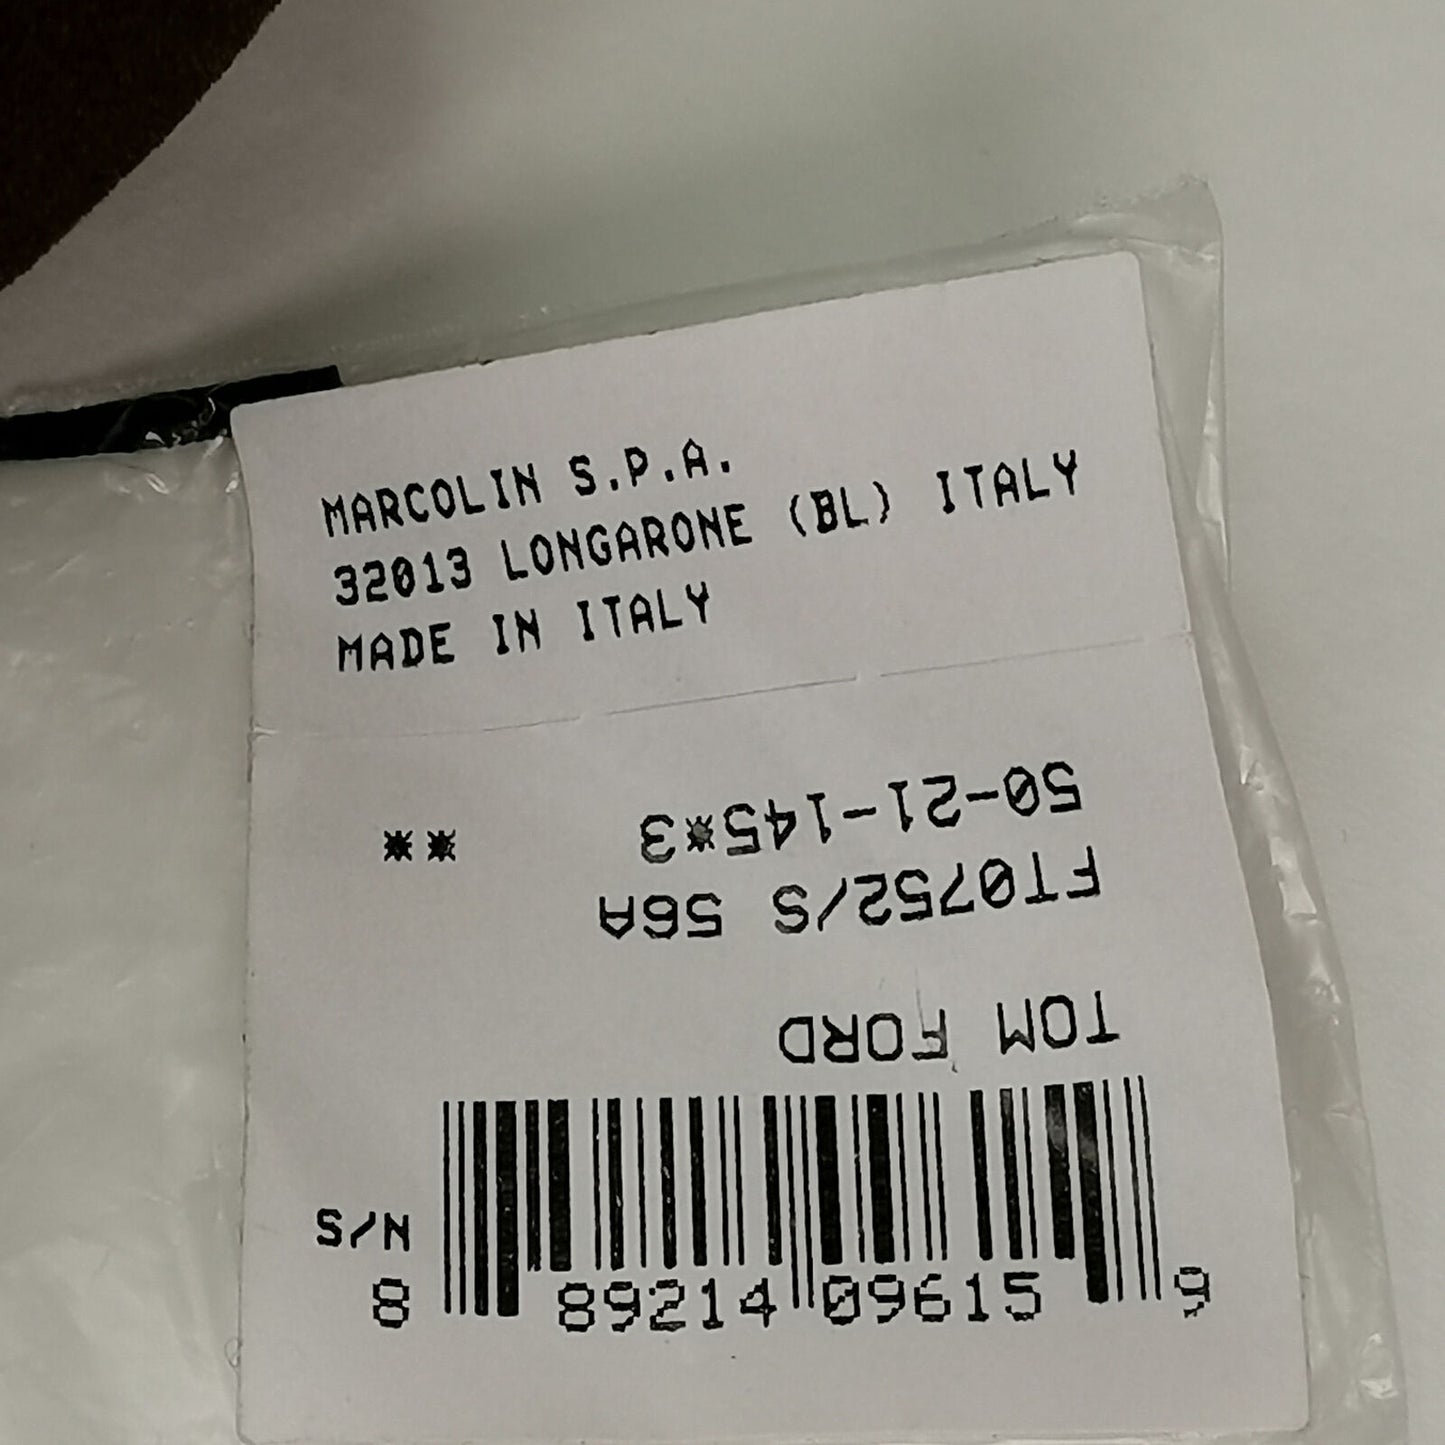 MARCOLIN S.P.A.
32013 LONGARONE (BL) ITALY
MADE IN ITALY
50-21-145*3 **
FT0752/S 56A
TOM FORD
N/S
8 89214 09615 9